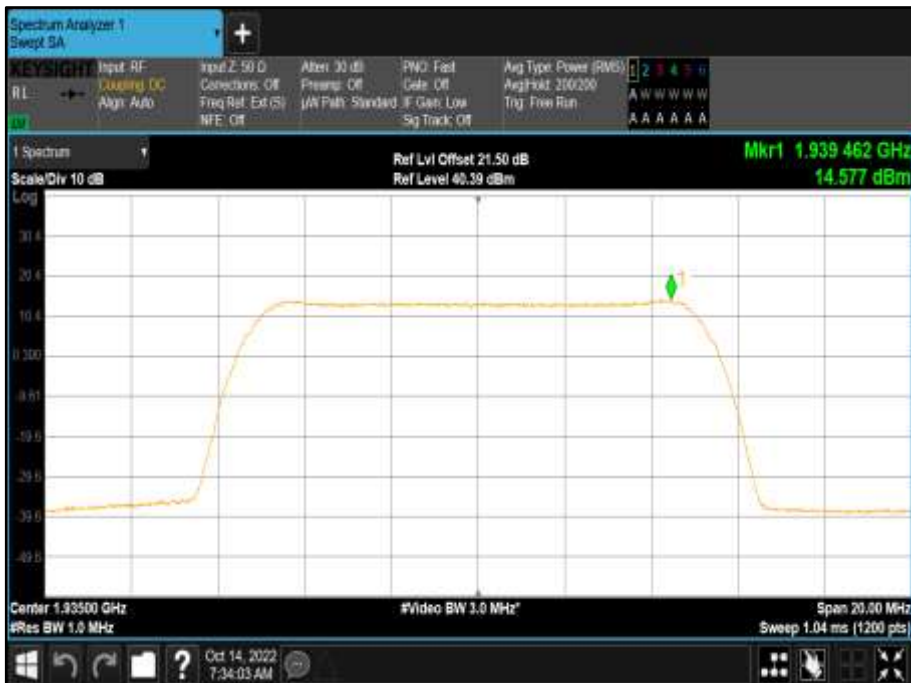 Spectrum Analyzer 1
Swept SA
+
KEYSIGHT Input: RF Input Z: 50 Ω Atten: 30 dB PNO: Fast Avg Type: Power (RMS) 1 2 3 4 5 6
RL Coupling: DC Corrections: Off Preamp: Off Gate: Off Avg|Hold: 200/200 A W W W W W
Align: Auto Freq Ref: Ext (S) µW Path: Standard IF Gain: Low Trig: Free Run
NFE: Off Sig Track: Off A A A A A A
1 Spectrum
Ref Lvl Offset 21.50 dB Mkr1 1.939 462 GHz
Scale/Div 10 dB Ref Level 40.39 dBm 14.577 dBm
Log
30.4
20.4
1
10.4
0.390
-9.61
-19.6
-29.6
-39.6
-49.6
Center 1.93500 GHz #Video BW 3.0 MHz* Span 20.00 MHz
#Res BW 1.0 MHz Sweep 1.04 ms (1200 pts)
? Oct 14, 2022
7:34:03 AM